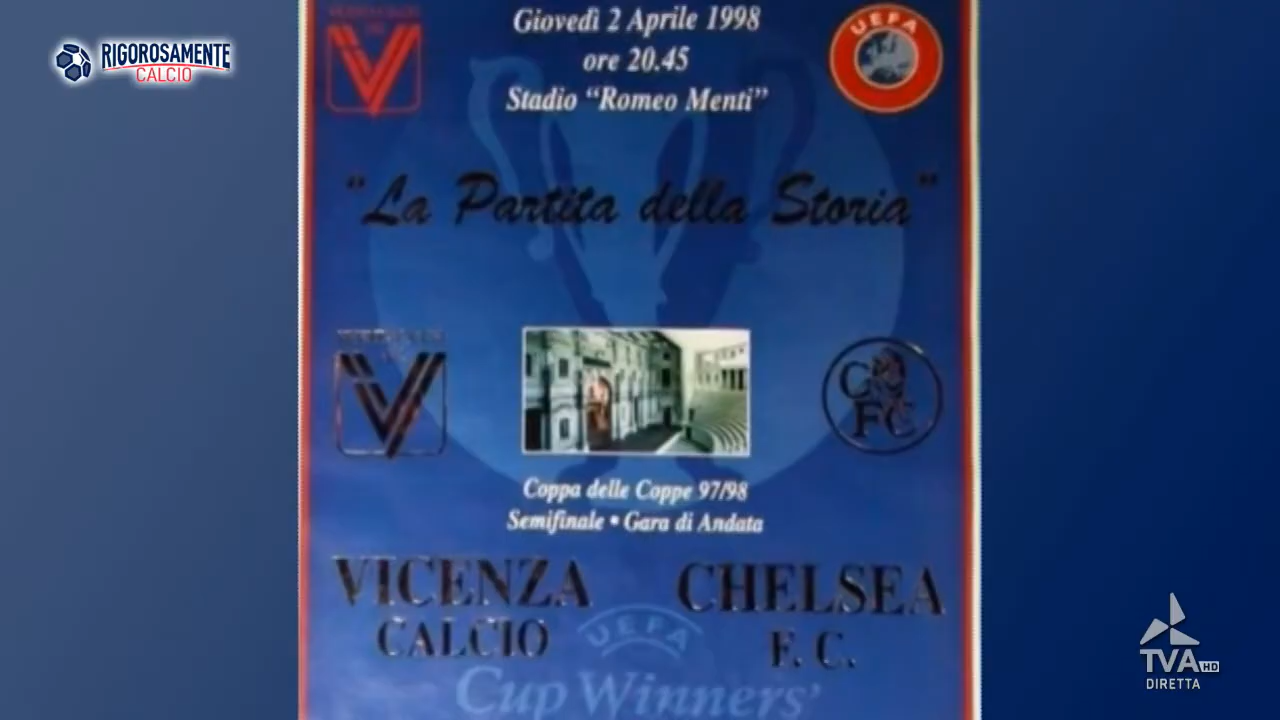 RIGOROSAMENTE
CALCIO
Giovedì 2 Aprile 1998
ore 20.45
Stadio “Romeo Menti”
UEFA
"La Partita della Storia"
CFC
Coppa delle Coppe 97/98
Semifinale • Gara di Andata
VICENZA CHELSEA
CALCIO F. C.
UEFA
Cup Winners'
TVA HD
DIRETTA